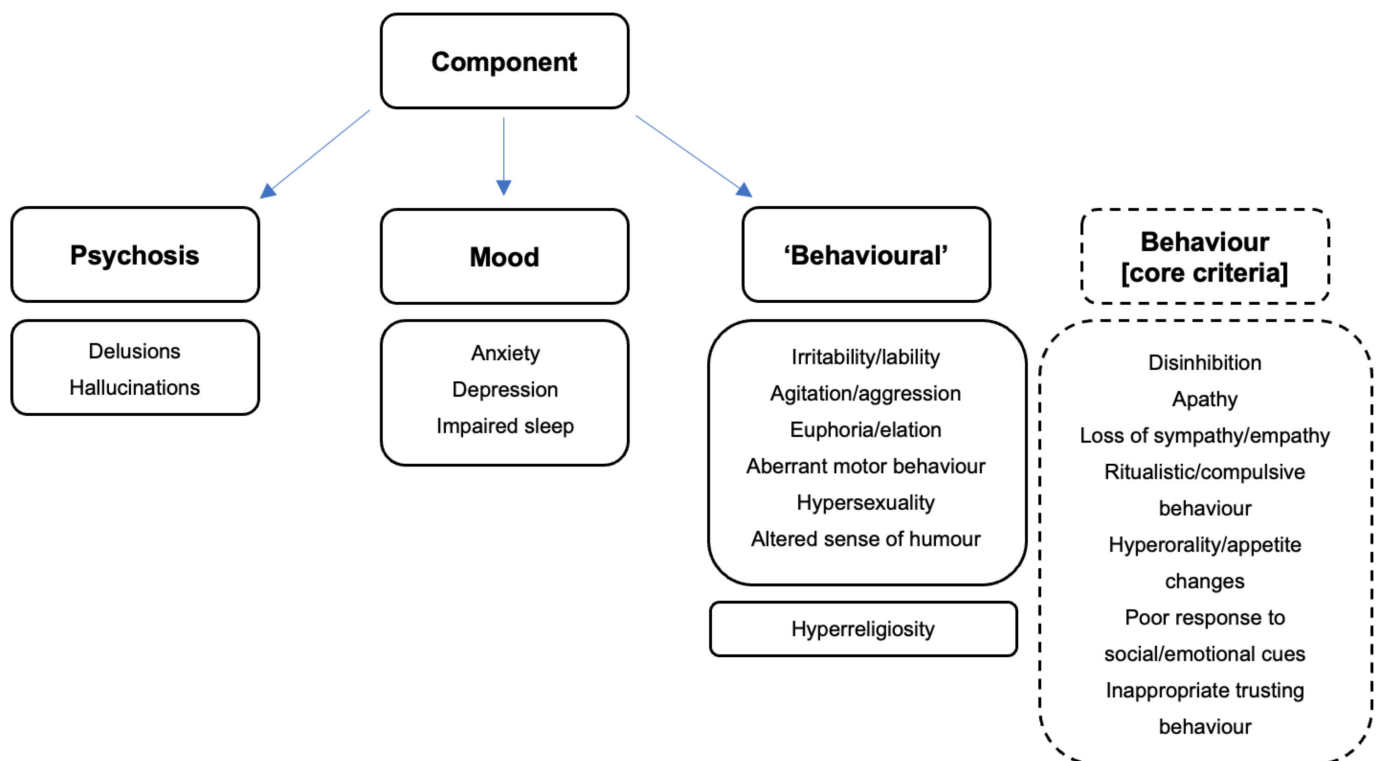 Component
Psychosis
Delusions
Hallucinations
Mood
Anxiety
Depression
Impaired sleep
‘Behavioural’
Irritability/lability
Agitation/aggression
Euphoria/elation
Aberrant motor behaviour
Hypersexuality
Altered sense of humour
Hyperreligiosity
Behaviour
[core criteria]
Disinhibition
Apathy
Loss of sympathy/empathy
Ritualistic/compulsive
behaviour
Hyperorality/appetite
changes
Poor response to
social/emotional cues
Inappropriate trusting
behaviour